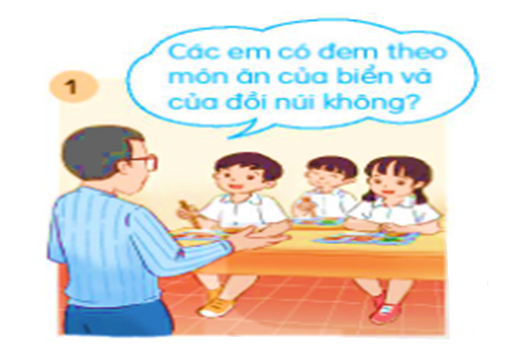 1
Các em có đem theo
món ăn của biển và
của đồi núi không?